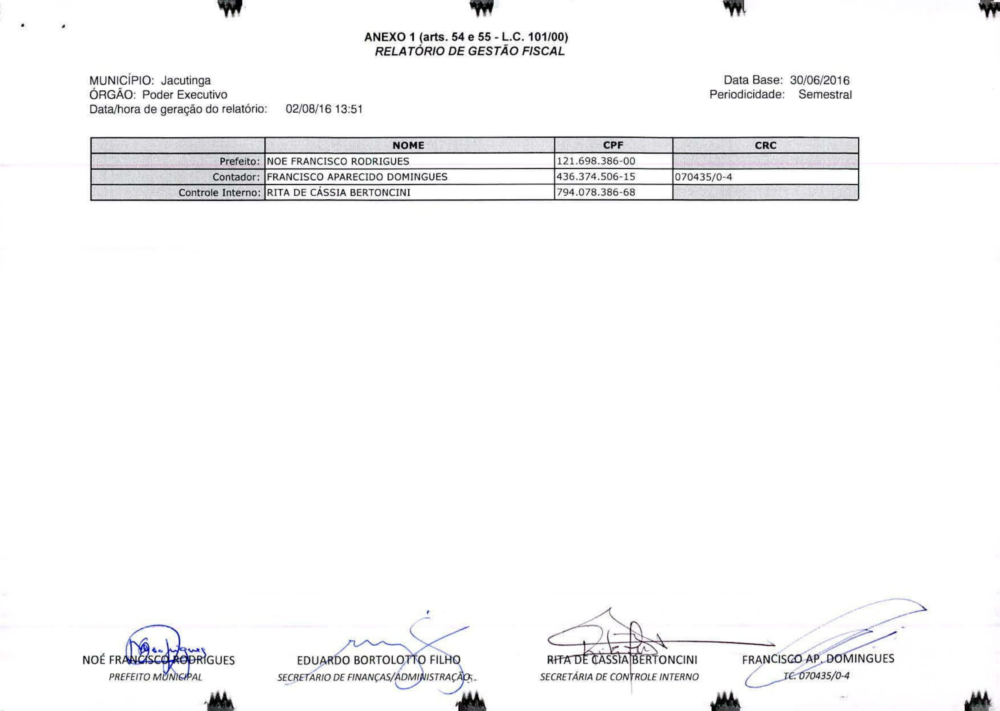 ANEXO 1 (arts. 54 e 55 - L.C. 101/00)
RELATÓRIO DE GESTÃO FISCAL
MUNICÍPIO: Jacutinga
Data Base: 30/06/2016
ÓRGÃO: Poder Executivo
Periodicidade: Semestral
Data/hora de geração do relatório: 02/08/16 13:51
NOME CPF CRC
Prefeito: NOE FRANCISCO RODRIGUES 121.698.386-00
Contador: FRANCISCO APARECIDO DOMINGUES 436.374.506-15 070435/0-4
Controle Interno: RITA DE CÁSSIA BERTONCINI 794.078.386-68
NOÉ FRANCISCO RODRIGUES EDUARDO BORTOLOTTO FILHO RITA DE CASSIA BERTONCINI FRANCISCO AP. DOMINGUES
PREFEITO MUNICIPAL SECRETARIO DE FINANÇAS/ADMINISTRAÇÃO SECRETÁRIA DE CONTROLE INTERNO TC. 070435/0-4